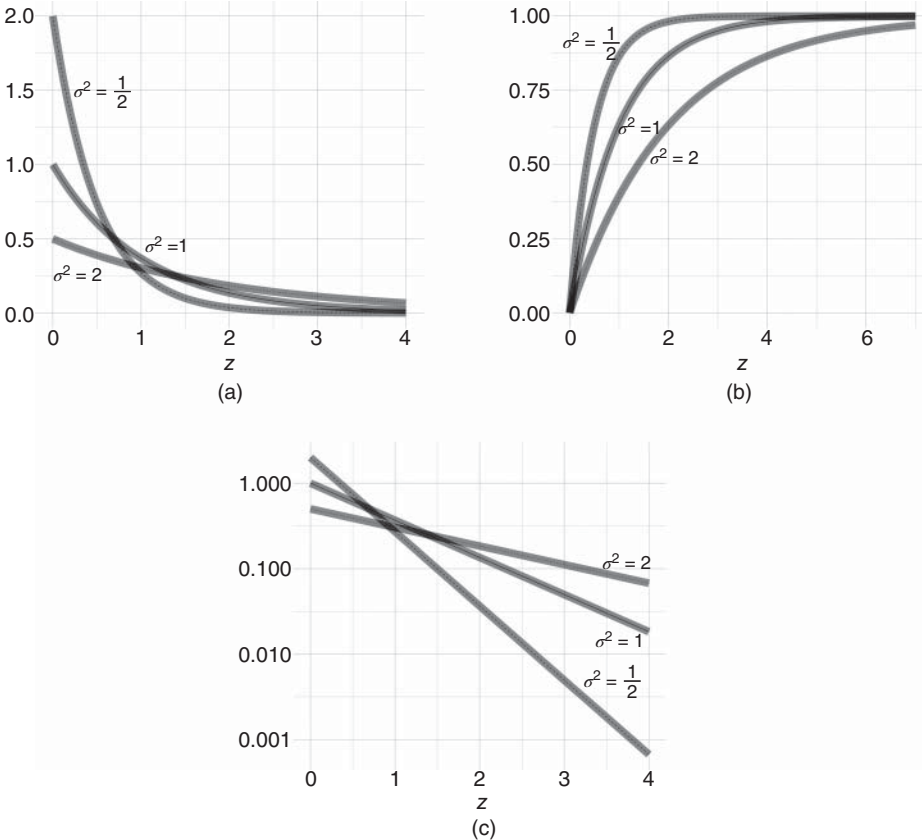 2.0
1.5
1.0
0.5
0.0
σ² = 1/2
σ² =1
σ² = 2
0 1 2 3 4
z
(a)
1.00
0.75
0.50
0.25
0.00
σ² = 1/2
σ² =1
σ² = 2
0 2 4 6
z
(b)
1.000
0.100
0.010
0.001
σ² = 2
σ² = 1
σ² = 1/2
0 1 2 3 4
z
(c)